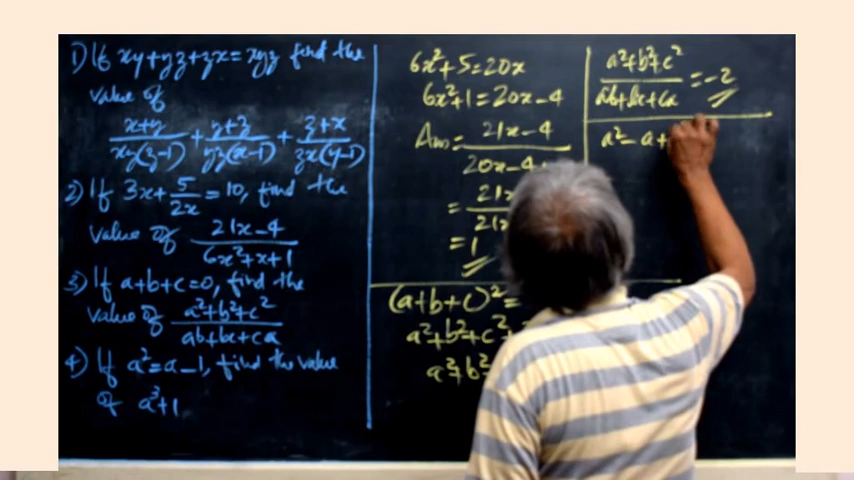 1) If xy+yz+zx=xyz find the
value of
x+y/xy(z-1) + y+z/yz(x-1) + z+x/zx(y-1)
2) If 3x+5/2x=10, find the
value of 21x-4/6x²+x+1
3) If a+b+c=0, find the
value of a²+b²+c²/ab+bc+ca
4) If a²=a-1, find the value
of a³+1
6x²+5=20x
6x²+1=20x-4
Ans= 21x-4/20x-4
= 21x/21x
=1
(a+b+c)²=
a²+b²+c²+
a²+b²
a²+b²+c²/ab+bc+ca =-2
a²-a+